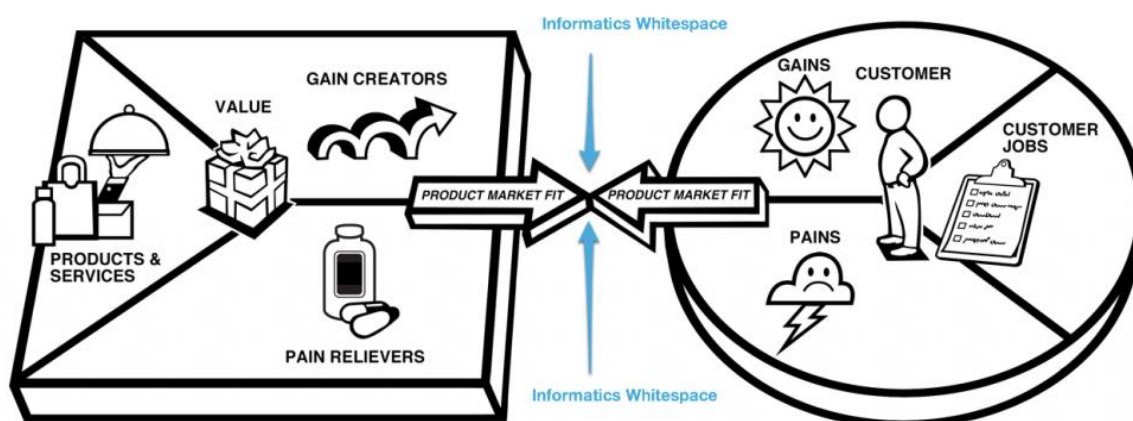 Informatics Whitespace
GAIN CREATORS
VALUE
PRODUCTS &
SERVICES
PAIN RELIEVERS
PRODUCT MARKET FIT
PRODUCT MARKET FIT
GAINS
CUSTOMER
CUSTOMER
JOBS
PAINS
Informatics Whitespace